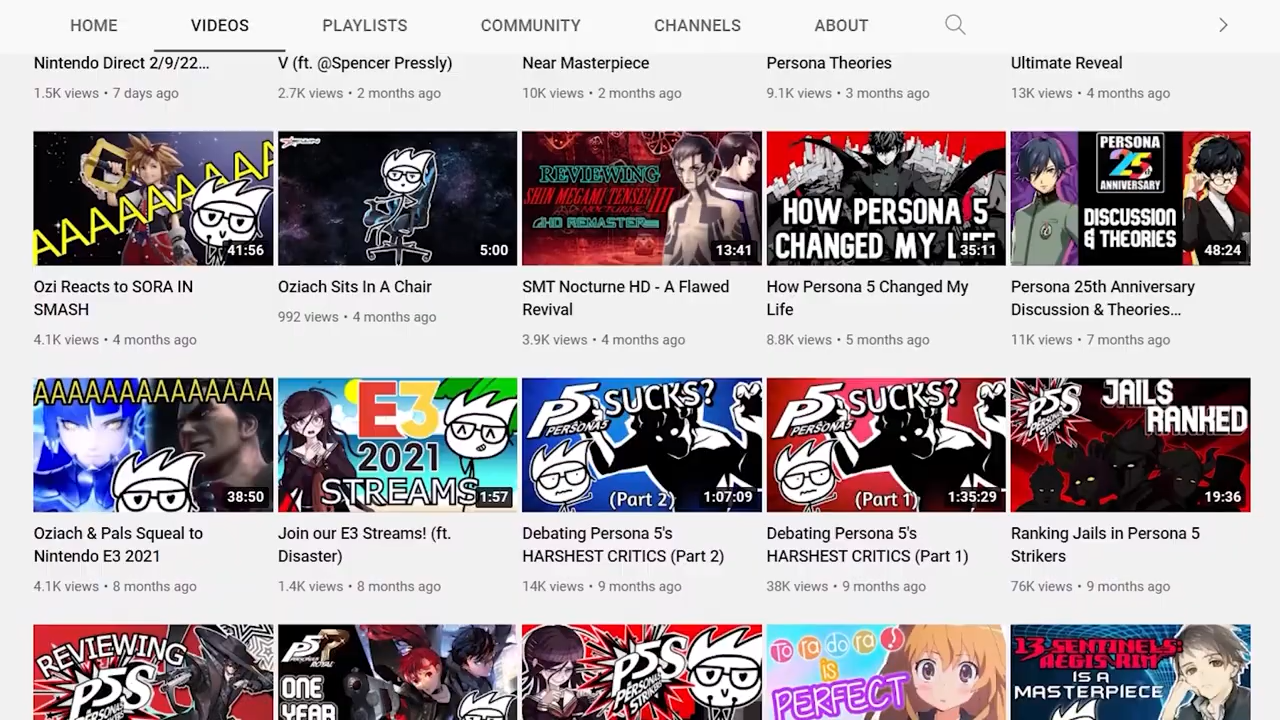 HOME VIDEOS PLAYLISTS COMMUNITY CHANNELS ABOUT
Nintendo Direct 2/9/22...
1.5K views • 7 days ago
V (ft. @Spencer Pressly)
2.7K views • 2 months ago
Near Masterpiece
10K views • 2 months ago
Persona Theories
9.1K views • 3 months ago
Ultimate Reveal
13K views • 4 months ago
AAAAAAAAAA
41:56
Ozi Reacts to SORA IN
SMASH
4.1K views • 4 months ago
5:00
Oziach Sits In A Chair
992 views • 4 months ago
REVIEWING
SHIN MEGAMI TENSEI III
NOCTURNE
HD REMASTER
13:41
SMT Nocturne HD - A Flawed
Revival
3.9K views • 4 months ago
HOW PERSONA 5
CHANGED MY LIFE
35:11
How Persona 5 Changed My
Life
8.8K views • 5 months ago
PERSONA
25
ANNIVERSARY
DISCUSSION
& THEORIES
48:24
Persona 25th Anniversary
Discussion & Theories...
11K views • 7 months ago
AAAAAAAAAAAAAAA
38:50
Oziach & Pals Squeal to
Nintendo E3 2021
4.1K views • 8 months ago
E3
2021
STREAMS
1:57
Join our E3 Streams! (ft.
Disaster)
1.4K views • 8 months ago
P5 SUCKS?
PERSONA5
(Part 2)
1:07:09
Debating Persona 5's
HARSHEST CRITICS (Part 2)
14K views • 9 months ago
P5 SUCKS?
PERSONA5
(Part 1)
1:35:29
Debating Persona 5's
HARSHEST CRITICS (Part 1)
38K views • 9 months ago
P5S
JAILS
RANKED
19:36
Ranking Jails in Persona 5
Strikers
76K views • 9 months ago
REVIEWING
P5S
P5R
ONE
YEAR
P5S
Toradora!
is
PERFECT
13 SENTINELS:
AEGIS RIM
IS A
MASTERPIECE